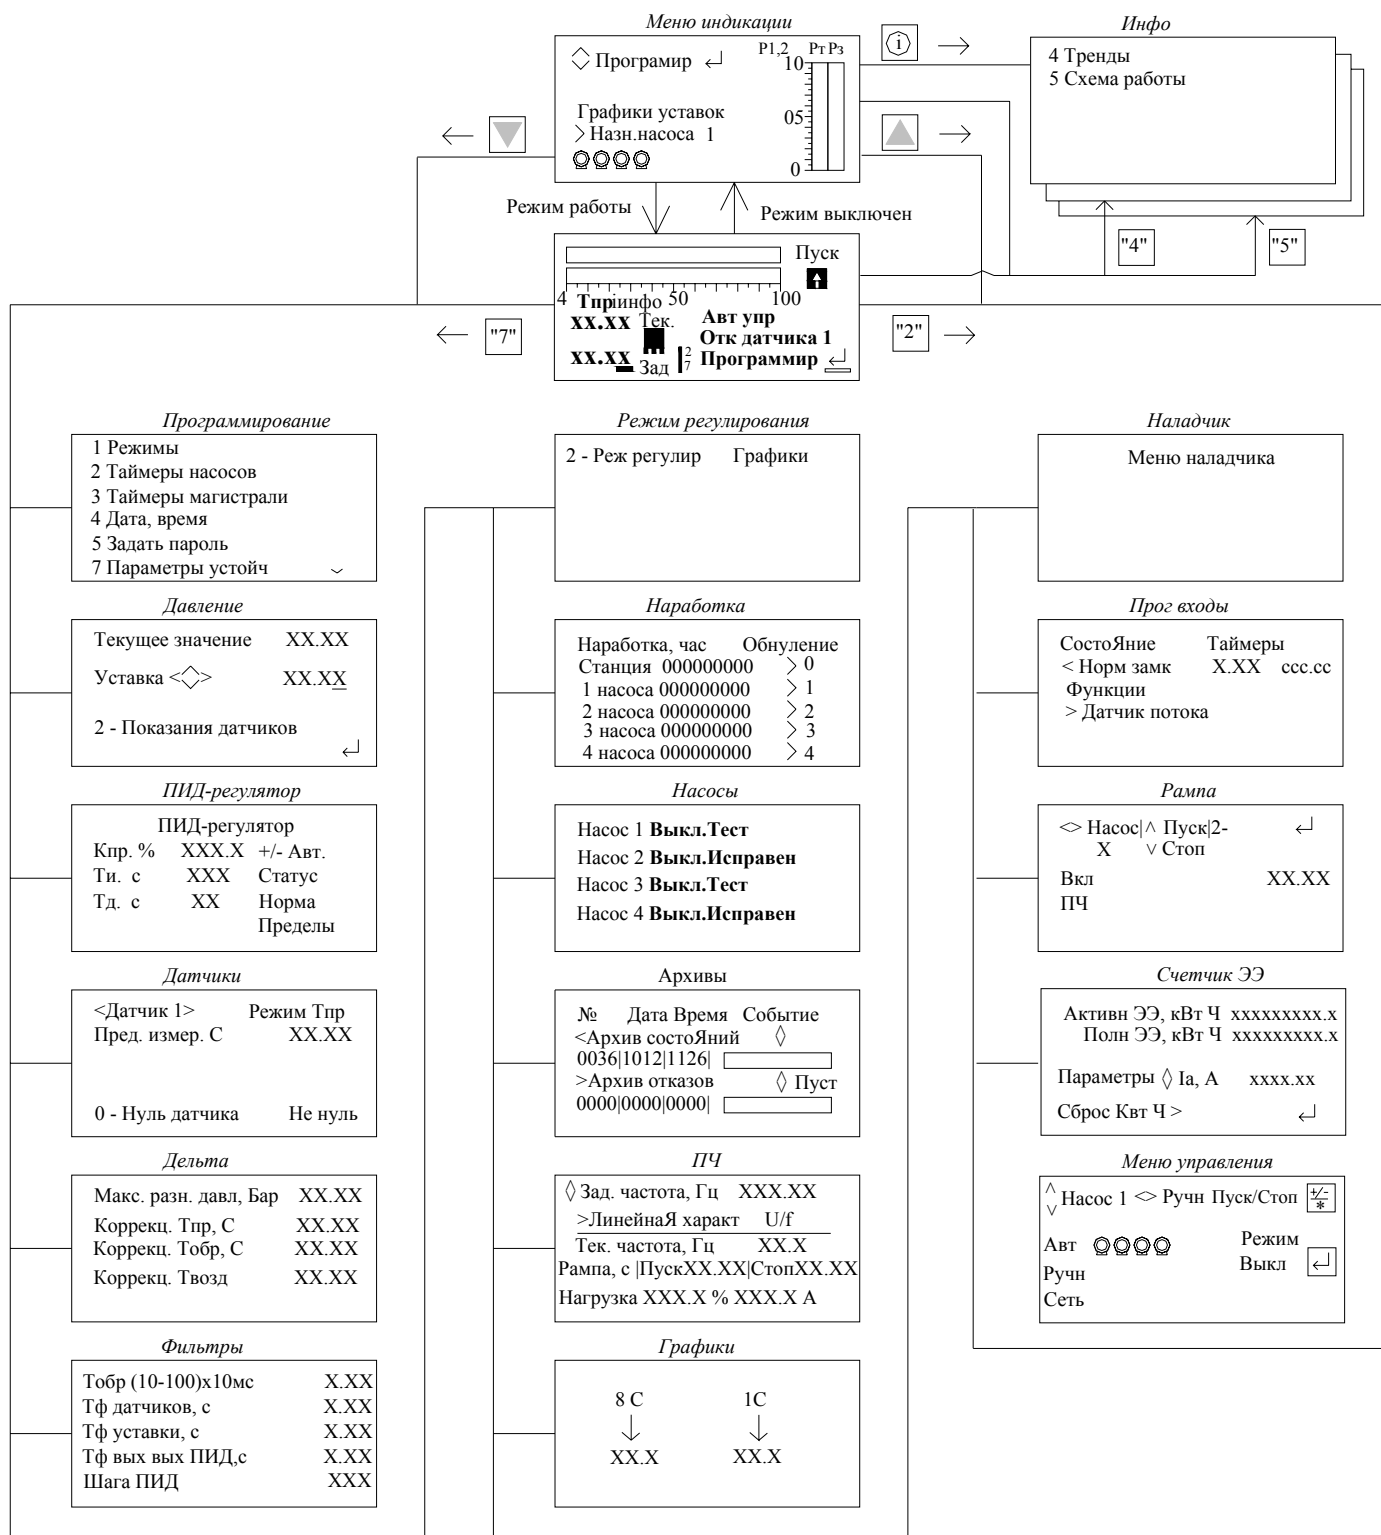 Меню индикации
Програмир
P1,2 Рт Рз
10
05
0
Графики уставок
>Назн.насоса 1
Инфо
4 Тренды
5 Схема работы
Режим работы
Режим выключен
"4"
"5"
Пуск
4 50 100
Тпр
инфо
xx.xx Тек.
Авт упр
Отк датчика 1
xx.xx Зад
2
7
Программир
"7"
"2"
Программирование
1 Режимы
2 Таймеры насосов
3 Таймеры магистрали
4 Дата, время
5 Задать пароль
7 Параметры устойч
Давление
Текущее значение XX.XX
Уставка <◇> XX.XX
2 - Показания датчиков
ПИД-регулятор
ПИД-регулятор
Кпр. % XXX.X +/- Авт.
Ти. с XXX Статус
Тд. с XX Норма
Пределы
Датчики
<Датчик 1> Режим Тпр
Пред. измер. С XX.XX
0 - Нуль датчика Не нуль
Дельта
Макс. разн. давл, Бар XX.XX
Коррекц. Тпр, С XX.XX
Коррекц. Тобр, С XX.XX
Коррекц. Твозд XX.XX
Фильтры
Тобр (10-100)х10мс X.XX
Тф датчиков, с X.XX
Тф уставки, с X.XX
Тф вых вых ПИД,с X.XX
Шага ПИД XXX
Режим регулирования
2 - Реж регулир Графики
Наработка
Наработка, час Обнуление
Станция 000000000 > 0
1 насоса 000000000 > 1
2 насоса 000000000 > 2
3 насоса 000000000 > 3
4 насоса 000000000 > 4
Насосы
Насос 1 Выкл.Тест
Насос 2 Выкл.Исправен
Насос 3 Выкл.Тест
Насос 4 Выкл.Исправен
Архивы
№ Дата Время Событие
<Архив состоЯний ◊
0036|1012|1126|
>Архив отказов ◊ Пуст
0000|0000|0000|
ПЧ
◊ Зад. частота, Гц XXX.XX
>ЛинейнаЯ характ U/f
Тек. частота, Гц XX.X
Рампа, с |ПускXX.XX|СтопXX.XX
Нагрузка XXX.X % XXX.X А
Графики
8 С 1С
XX.X XX.X
Наладчик
Меню наладчика
Прог входы
СостоЯние Таймеры
< Норм замк X.XX ссс.сс
Функции
> Датчик потока
Рампа
<> Насос|^ Пуск|2-
X v Стоп
Вкл XX.XX
ПЧ
Счетчик ЭЭ
Активн ЭЭ, кВт Ч xxxxxxxxx.x
Полн ЭЭ, кВт Ч xxxxxxxxx.x
Параметры ◊ Iа, А xxxx.xx
Сброс Квт Ч >
Меню управления
^ v Насос 1 <> Ручн Пуск/Стоп +/- *
Авт Режим
Выкл
Ручн
Сеть